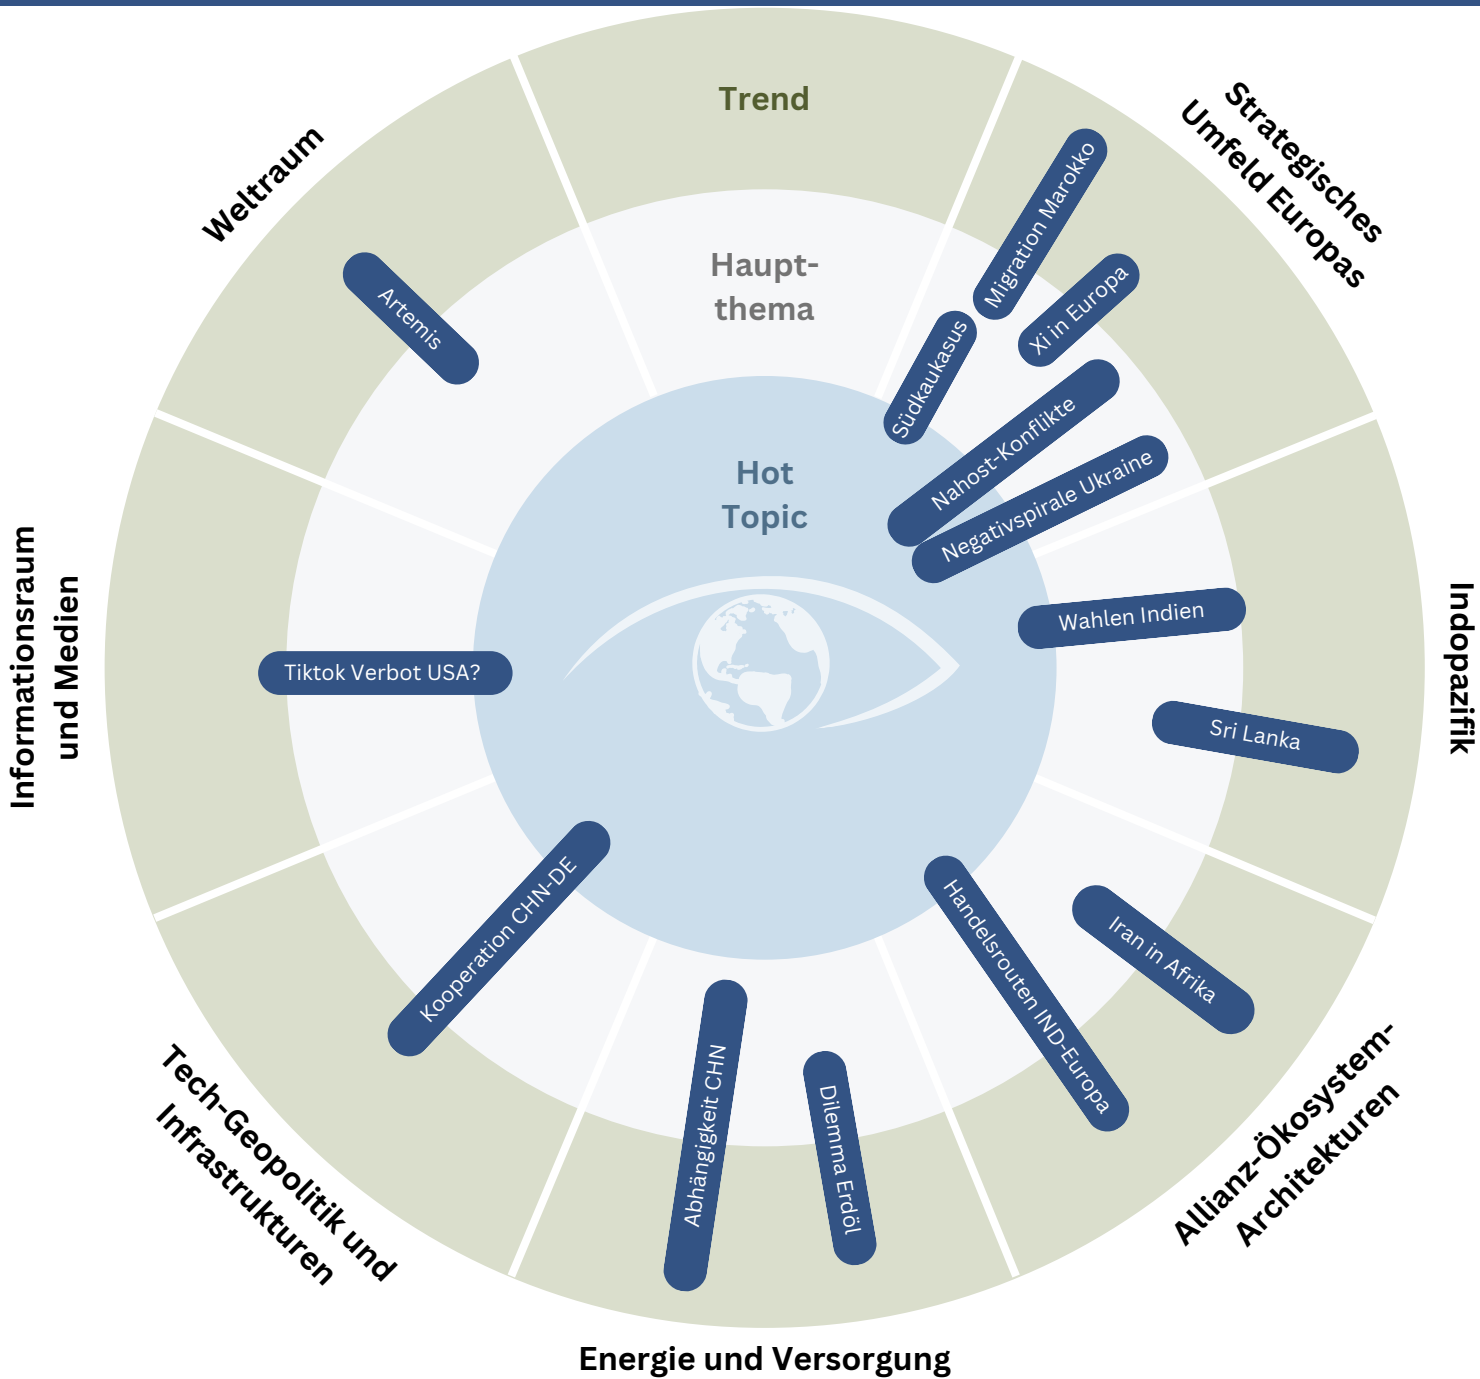 Trend
Haupt-
thema
Hot
Topic
Strategisches
Umfeld Europas
Migration Marokko
Xi in Europa
Südkaukasus
Nahost-Konflikte
Negativspirale Ukraine
Indopazifik
Wahlen Indien
Sri Lanka
Allianz-Ökosystem-
Architekturen
Iran in Afrika
Handelsrouten IND-Europa
Energie und Versorgung
Dilemma Erdöl
Abhängigkeit CHN
Tech-Geopolitik und
Infrastrukturen
Kooperation CHN-DE
Informationsraum
und Medien
Tiktok Verbot USA?
Weltraum
Artemis